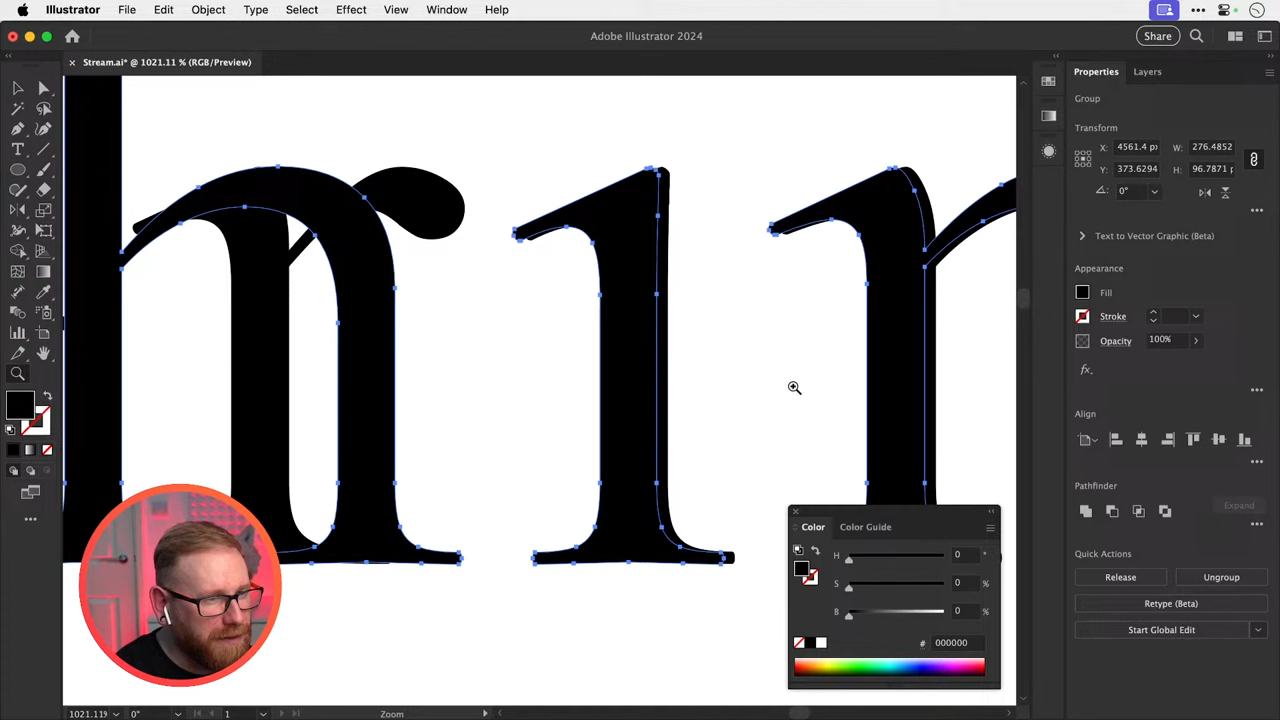 Illustrator File Edit Object Type Select Effect View Window Help
Adobe Illustrator 2024
Share
Stream.ai* @ 1021.11 % (RGB/Preview)
Properties Layers
Group
Transform
X: 4561.4 px W: 276.4852
Y: 373.6294 H: 96.7871 p
0°
Text to Vector Graphic (Beta)
Appearance
Fill
Stroke
Opacity 100%
fx
Align
Pathfinder
Expand
Quick Actions
Release Ungroup
Retype (Beta)
Start Global Edit
Color Color Guide
H 0 °
S 0 %
B 0 %
# 000000
1021.119 0° 1 Zoom